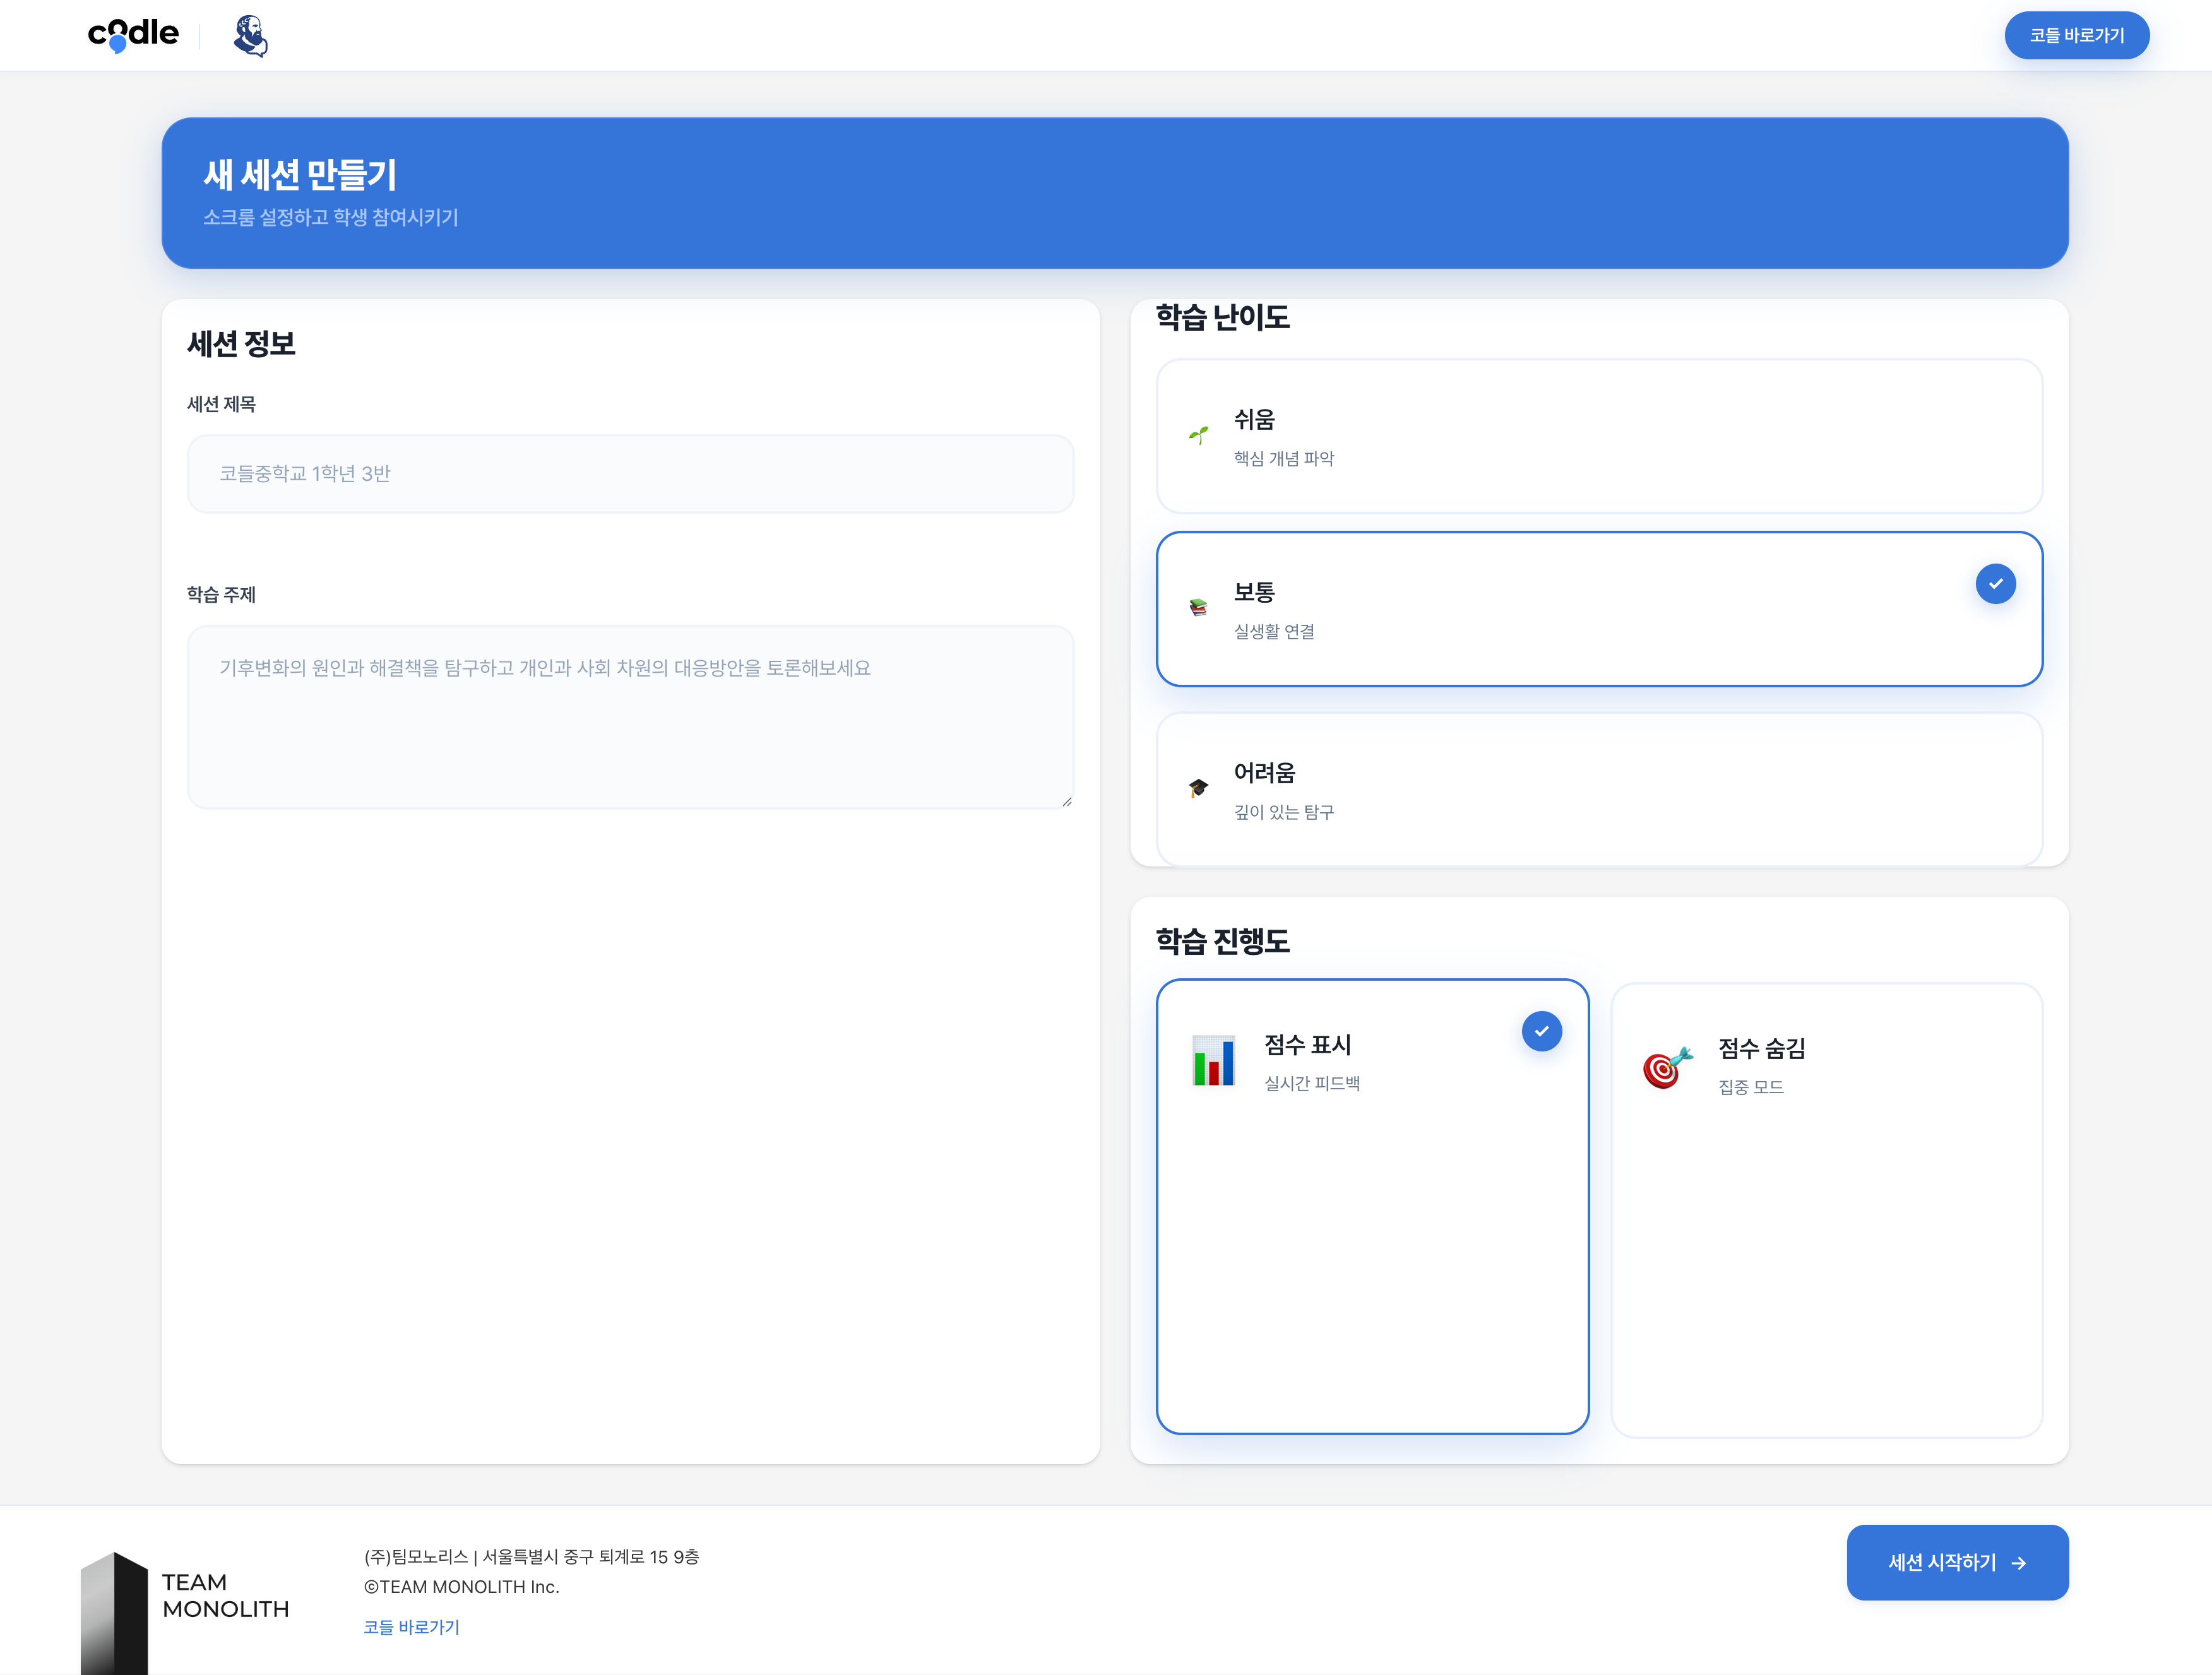 codle
코들 바로가기
새 세션 만들기
소크룸 설정하고 학생 참여시키기
세션 정보
세션 제목
코들중학교 1학년 3반
학습 주제
기후변화의 원인과 해결책을 탐구하고 개인과 사회 차원의 대응방안을 토론해보세요
학습 난이도
쉬움
핵심 개념 파악
보통
실생활 연결
어려움
깊이 있는 탐구
학습 진행도
점수 표시
실시간 피드백
점수 숨김
집중 모드
TEAM
MONOLITH
(주)팀모노리스 | 서울특별시 중구 퇴계로 15 9층
©TEAM MONOLITH Inc.
코들 바로가기
세션 시작하기 →